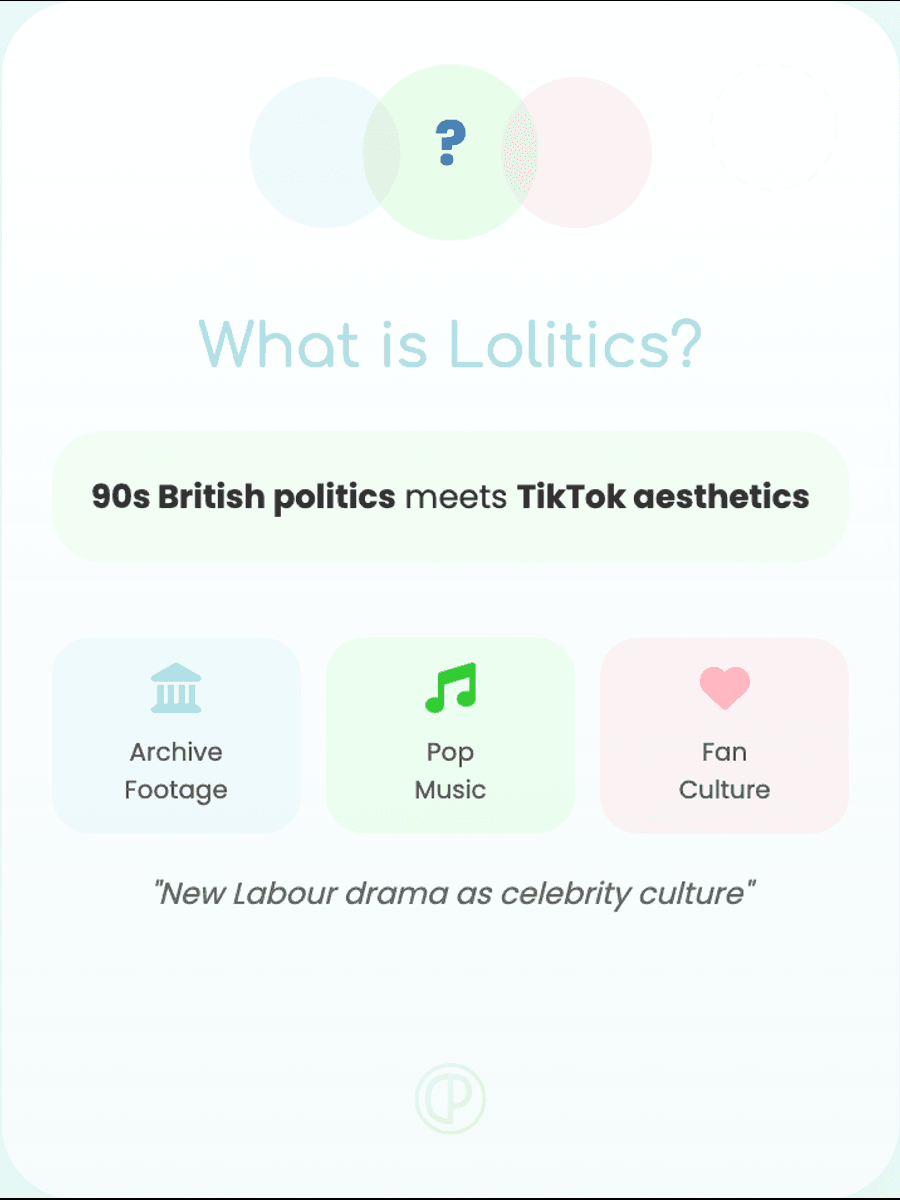 ?
What is Lolitics?
90s British politics meets TikTok aesthetics
Archive
Footage
Pop
Music
Fan
Culture
"New Labour drama as celebrity culture"
CP